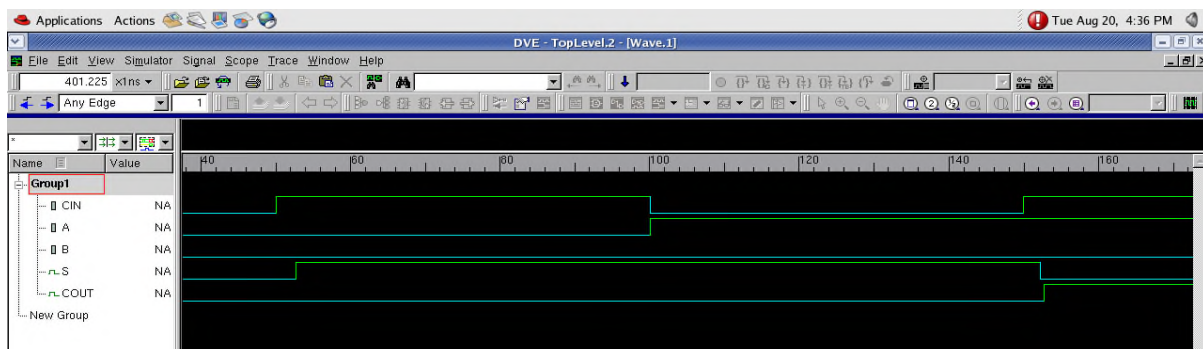 Applications Actions Tue Aug 20, 4:36 PM
DVE - TopLevel.2 - [Wave.1]
File Edit View Simulator Signal Scope Trace Window Help
401.225 x1ns
Any Edge 1
*
Name Value 40 60 80 100 120 140 160
Group1
CIN NA
A NA
B NA
S NA
COUT NA
New Group